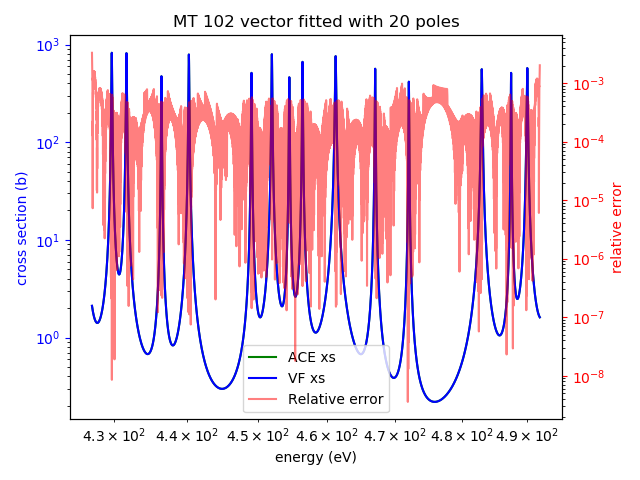 MT 102 vector fitted with 20 poles
10³
10²
10¹
10⁰
cross section (b)
10⁻³
10⁻⁴
10⁻⁵
10⁻⁶
10⁻⁷
10⁻⁸
relative error
ACE xs
VF xs
Relative error
4.3 × 10² 4.4 × 10² 4.5 × 10² 4.6 × 10² 4.7 × 10² 4.8 × 10² 4.9 × 10²
energy (eV)